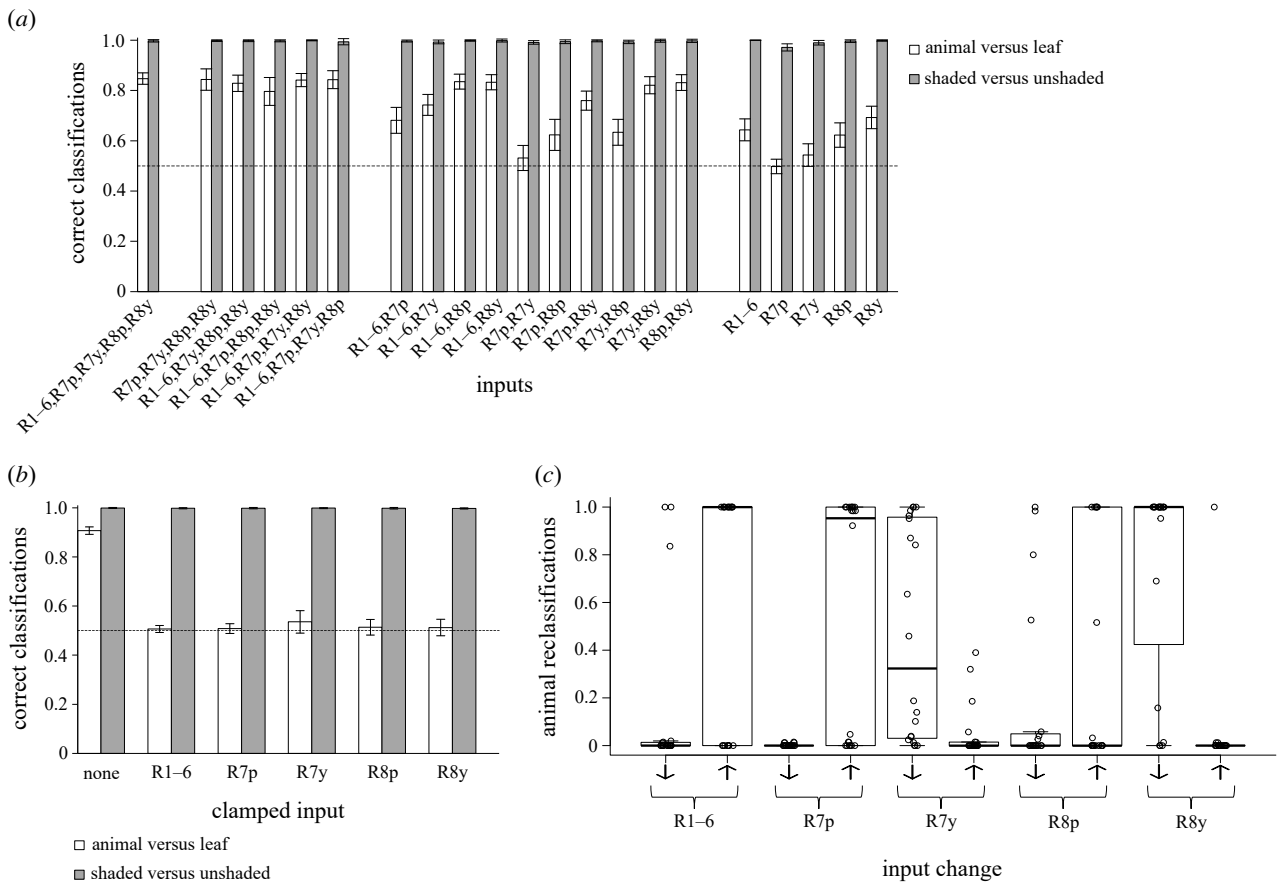 (a)
1.0
0.8
0.6
0.4
0.2
0
correct classifications
animal versus leaf
shaded versus unshaded
R1–6,R7p,R7y,R8p,R8y
R7p,R7y,R8p,R8y
R1–6,R7y,R8p,R8y
R1–6,R7p,R8p,R8y
R1–6,R7p,R7y,R8y
R1–6,R7p,R7y,R8p
R1–6,R7p
R1–6,R7y
R1–6,R8p
R1–6,R8y
R7p,R7y
R7p,R8p
R7p,R8y
R7y,R8p
R7y,R8y
R8p,R8y
R1–6
R7p
R7y
R8p
R8y
inputs
(b)
1.0
0.8
0.6
0.4
0.2
0
correct classifications
none
R1–6
R7p
R7y
R8p
R8y
clamped input
animal versus leaf
shaded versus unshaded
(c)
1.0
0.8
0.6
0.4
0.2
0
animal reclassifications
R1–6
R7p
R7y
R8p
R8y
input change